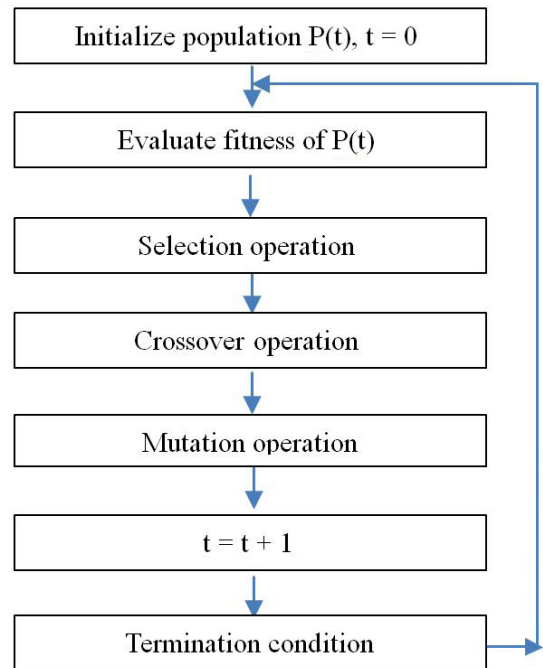 Initialize population P(t), t = 0
Evaluate fitness of P(t)
Selection operation
Crossover operation
Mutation operation
t = t + 1
Termination condition